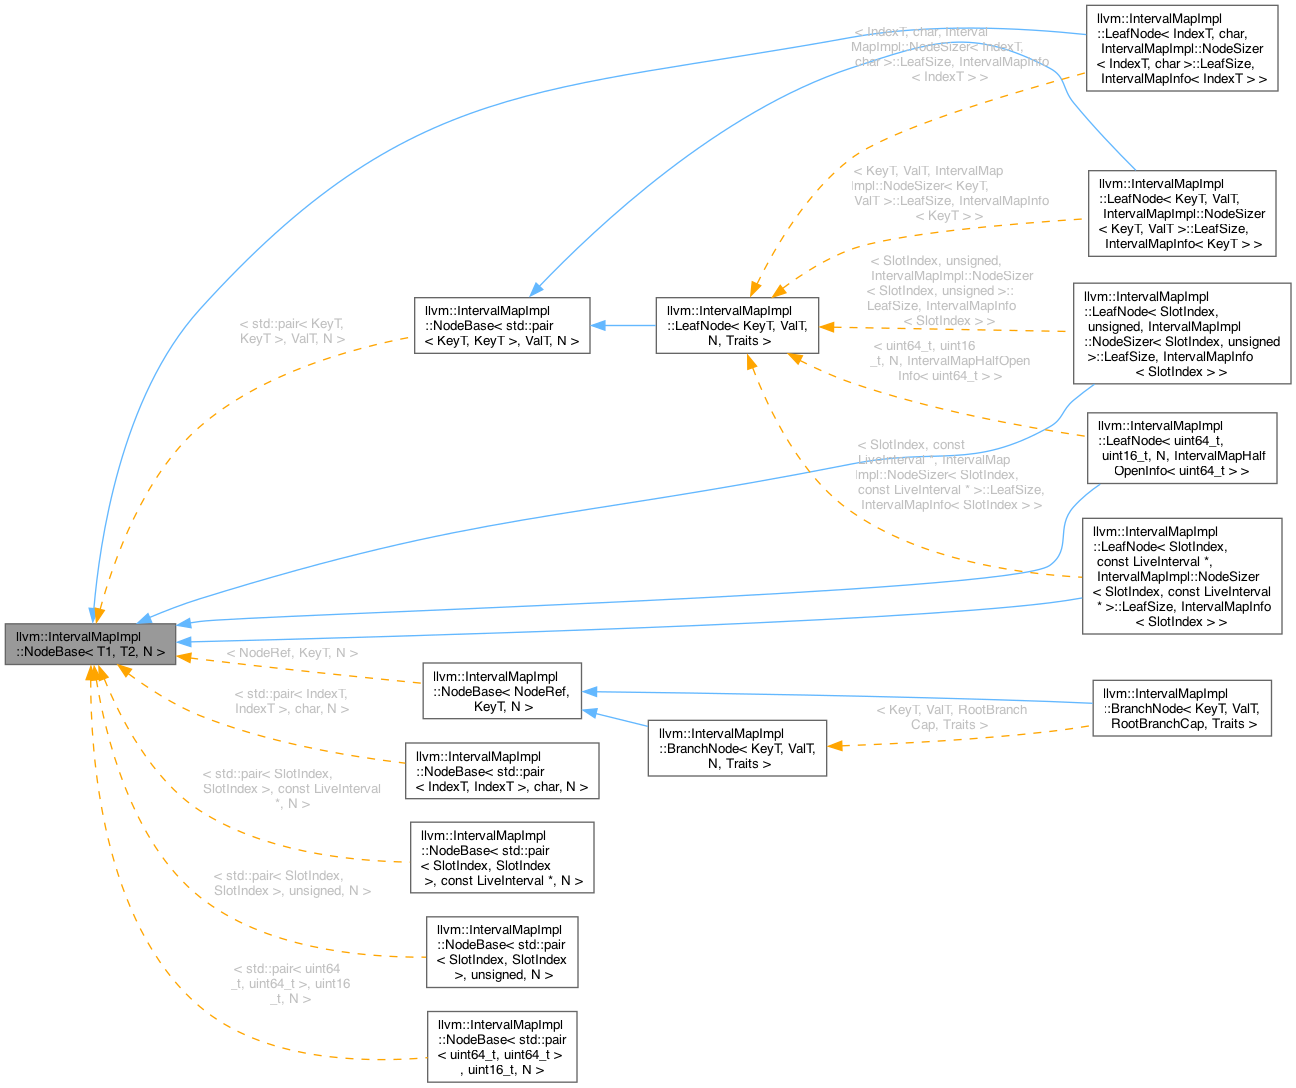 llvm::IntervalMapImpl
::NodeBase< T1, T2, N >
< std::pair< KeyT,
KeyT >, ValT, N >
llvm::IntervalMapImpl
::NodeBase< std::pair
< KeyT, KeyT >, ValT, N >
llvm::IntervalMapImpl
::LeafNode< KeyT, ValT,
N, Traits >
< IndexT, char, Interval
MapImpl::NodeSizer< IndexT,
char >::LeafSize, IntervalMapInfo
< IndexT > >
llvm::IntervalMapImpl
::LeafNode< IndexT, char,
IntervalMapImpl::NodeSizer
< IndexT, char >::LeafSize,
IntervalMapInfo< IndexT > >
< KeyT, ValT, IntervalMap
Impl::NodeSizer< KeyT,
ValT >::LeafSize, IntervalMapInfo
< KeyT > >
llvm::IntervalMapImpl
::LeafNode< KeyT, ValT,
IntervalMapImpl::NodeSizer
< KeyT, ValT >::LeafSize,
IntervalMapInfo< KeyT > >
< SlotIndex, unsigned,
IntervalMapImpl::NodeSizer
< SlotIndex, unsigned >::
LeafSize, IntervalMapInfo
< SlotIndex > >
llvm::IntervalMapImpl
::LeafNode< SlotIndex,
unsigned, IntervalMapImpl
::NodeSizer< SlotIndex, unsigned
>::LeafSize, IntervalMapInfo
< SlotIndex > >
< uint64_t, uint16
_t, N, IntervalMapHalfOpen
Info< uint64_t > >
llvm::IntervalMapImpl
::LeafNode< uint64_t,
uint16_t, N, IntervalMapHalf
OpenInfo< uint64_t > >
< SlotIndex, const
LiveInterval *, IntervalMap
Impl::NodeSizer< SlotIndex,
const LiveInterval * >::LeafSize,
IntervalMapInfo< SlotIndex > >
llvm::IntervalMapImpl
::LeafNode< SlotIndex,
const LiveInterval *,
IntervalMapImpl::NodeSizer
< SlotIndex, const LiveInterval
* >::LeafSize, IntervalMapInfo
< SlotIndex > >
< NodeRef, KeyT, N >
llvm::IntervalMapImpl
::NodeBase< NodeRef,
KeyT, N >
llvm::IntervalMapImpl
::BranchNode< KeyT, ValT,
N, Traits >
< KeyT, ValT, RootBranch
Cap, Traits >
llvm::IntervalMapImpl
::BranchNode< KeyT, ValT,
RootBranchCap, Traits >
< std::pair< IndexT,
IndexT >, char, N >
llvm::IntervalMapImpl
::NodeBase< std::pair
< IndexT, IndexT >, char, N >
< std::pair< SlotIndex,
SlotIndex >, const LiveInterval
*, N >
llvm::IntervalMapImpl
::NodeBase< std::pair
< SlotIndex, SlotIndex
>, const LiveInterval *, N >
< std::pair< SlotIndex,
SlotIndex >, unsigned, N >
llvm::IntervalMapImpl
::NodeBase< std::pair
< SlotIndex, SlotIndex
>, unsigned, N >
< std::pair< uint64
_t, uint64_t >, uint16
_t, N >
llvm::IntervalMapImpl
::NodeBase< std::pair
< uint64_t, uint64_t >
, uint16_t, N >